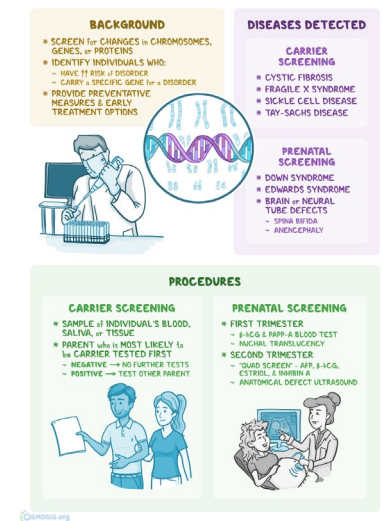 BACKGROUND
* SCREEN for CHANGES in CHROMOSOMES,
GENES, or PROTEINS
* IDENTIFY INDIVIDUALS WHO:
~ HAVE ↑↑ RISK of DISORDER
~ CARRY a SPECIFIC GENE for a DISORDER
* PROVIDE PREVENTATIVE
MEASURES & EARLY
TREATMENT OPTIONS
DISEASES DETECTED
CARRIER
SCREENING
* CYSTIC FIBROSIS
* FRAGILE X SYNDROME
* SICKLE CELL DISEASE
* TAY-SACHS DISEASE
PRENATAL
SCREENING
* DOWN SYNDROME
* EDWARDS SYNDROME
* BRAIN or NEURAL
TUBE DEFECTS
~ SPINA BIFIDA
~ ANENCEPHALY
PROCEDURES
CARRIER SCREENING
* SAMPLE of INDIVIDUAL'S BLOOD,
SALIVA, or TISSUE
* PARENT who is MOST LIKELY to
be CARRIER TESTED FIRST
~ NEGATIVE → NO FURTHER TESTS
~ POSITIVE → TEST OTHER PARENT
PRENATAL SCREENING
* FIRST TRIMESTER
~ β-hCG & PAPP-A BLOOD TEST
~ NUCHAL TRANSLUCENCY
* SECOND TRIMESTER
~ "QUAD SCREEN" - AFP, β-hCG,
ESTRIOL, & INHIBIN A
~ ANATOMICAL DEFECT ULTRASOUND
OSMOSIS.org